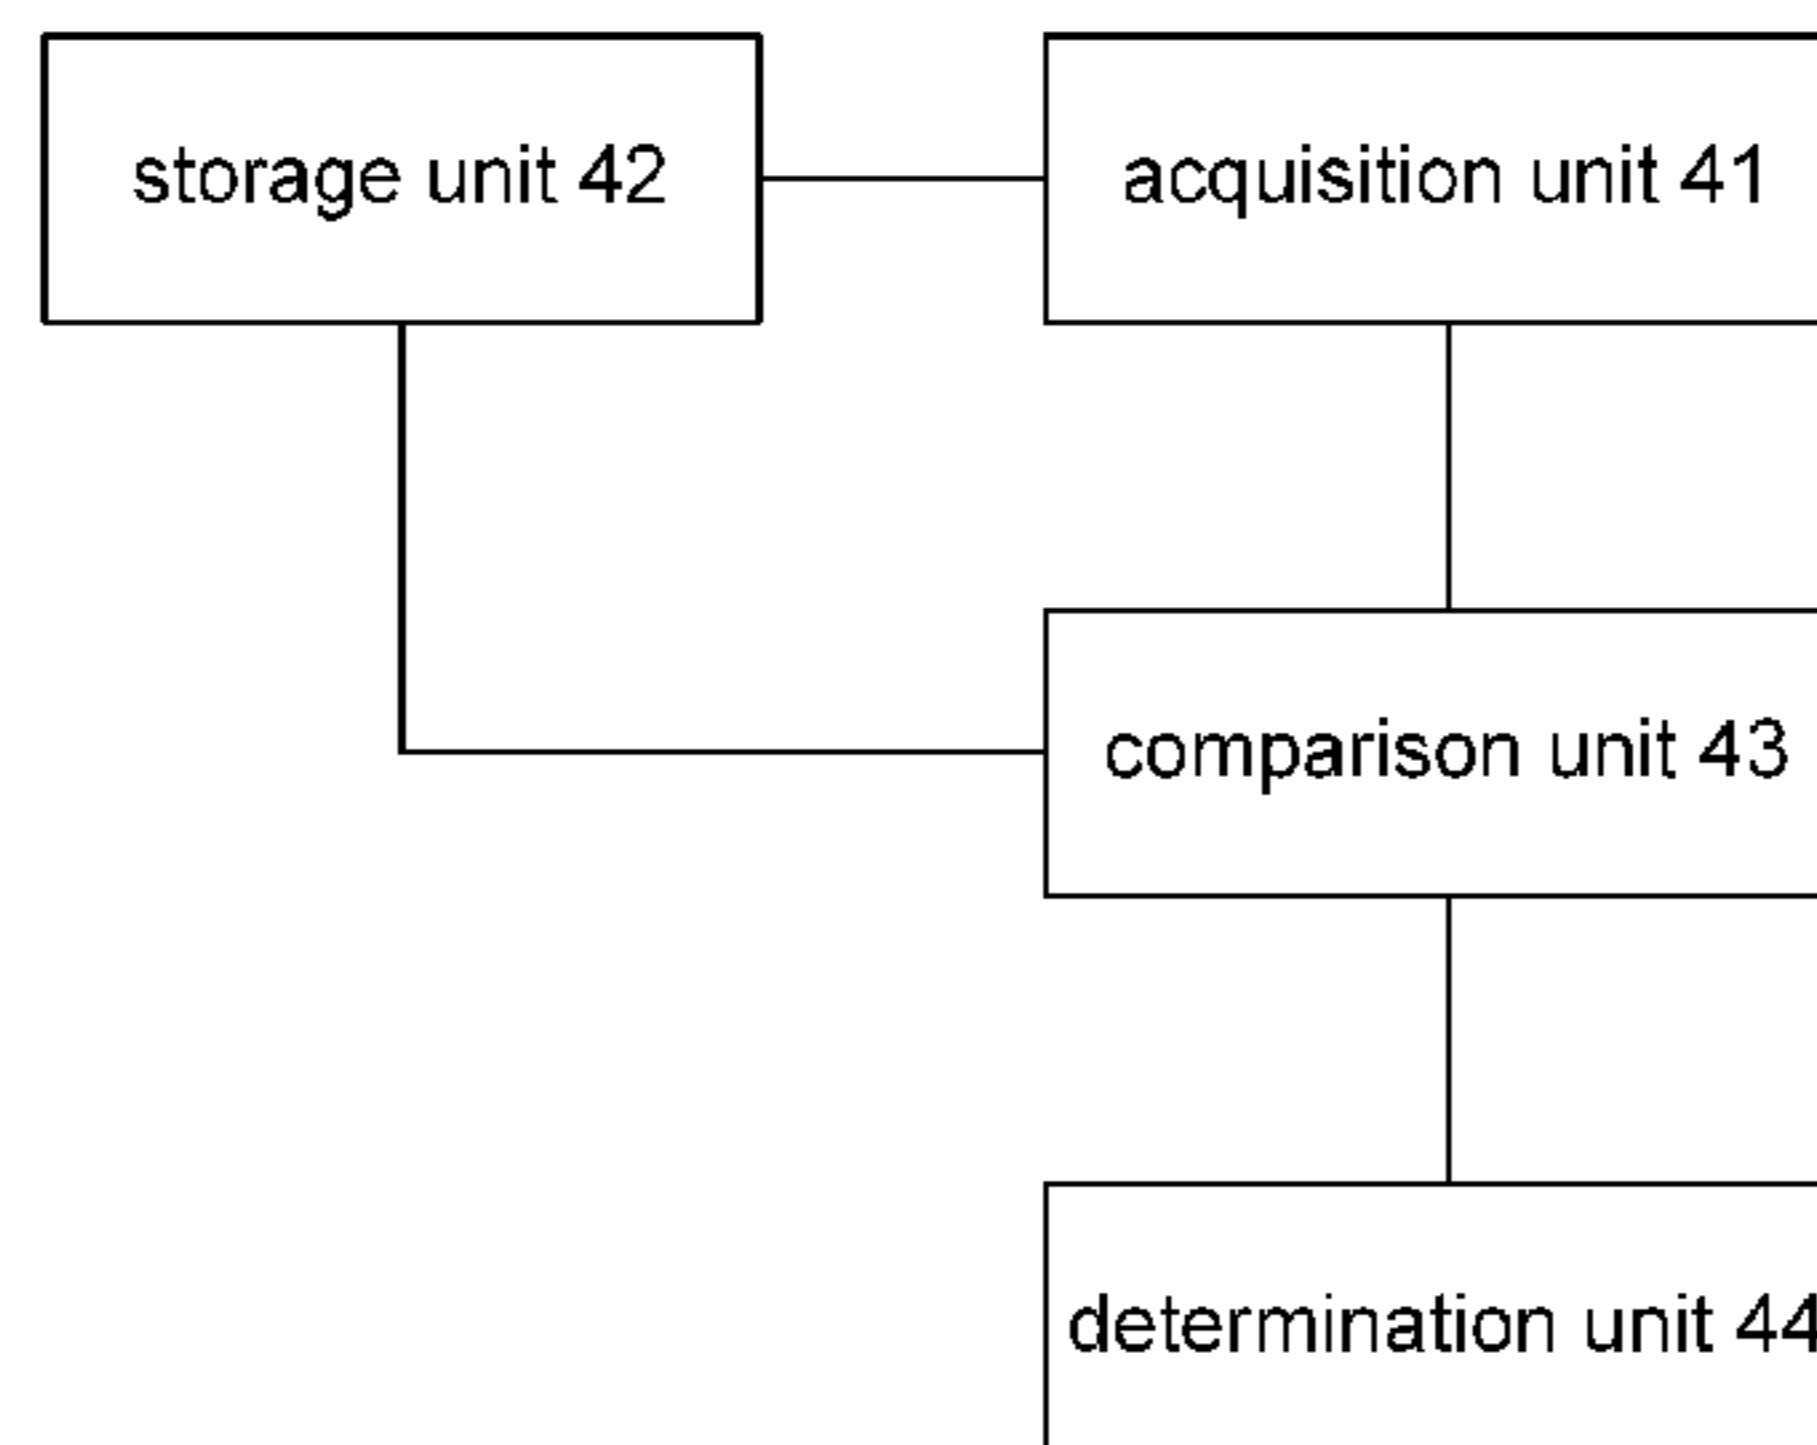 storage unit 42
acquisition unit 41
comparison unit 43
determination unit 44